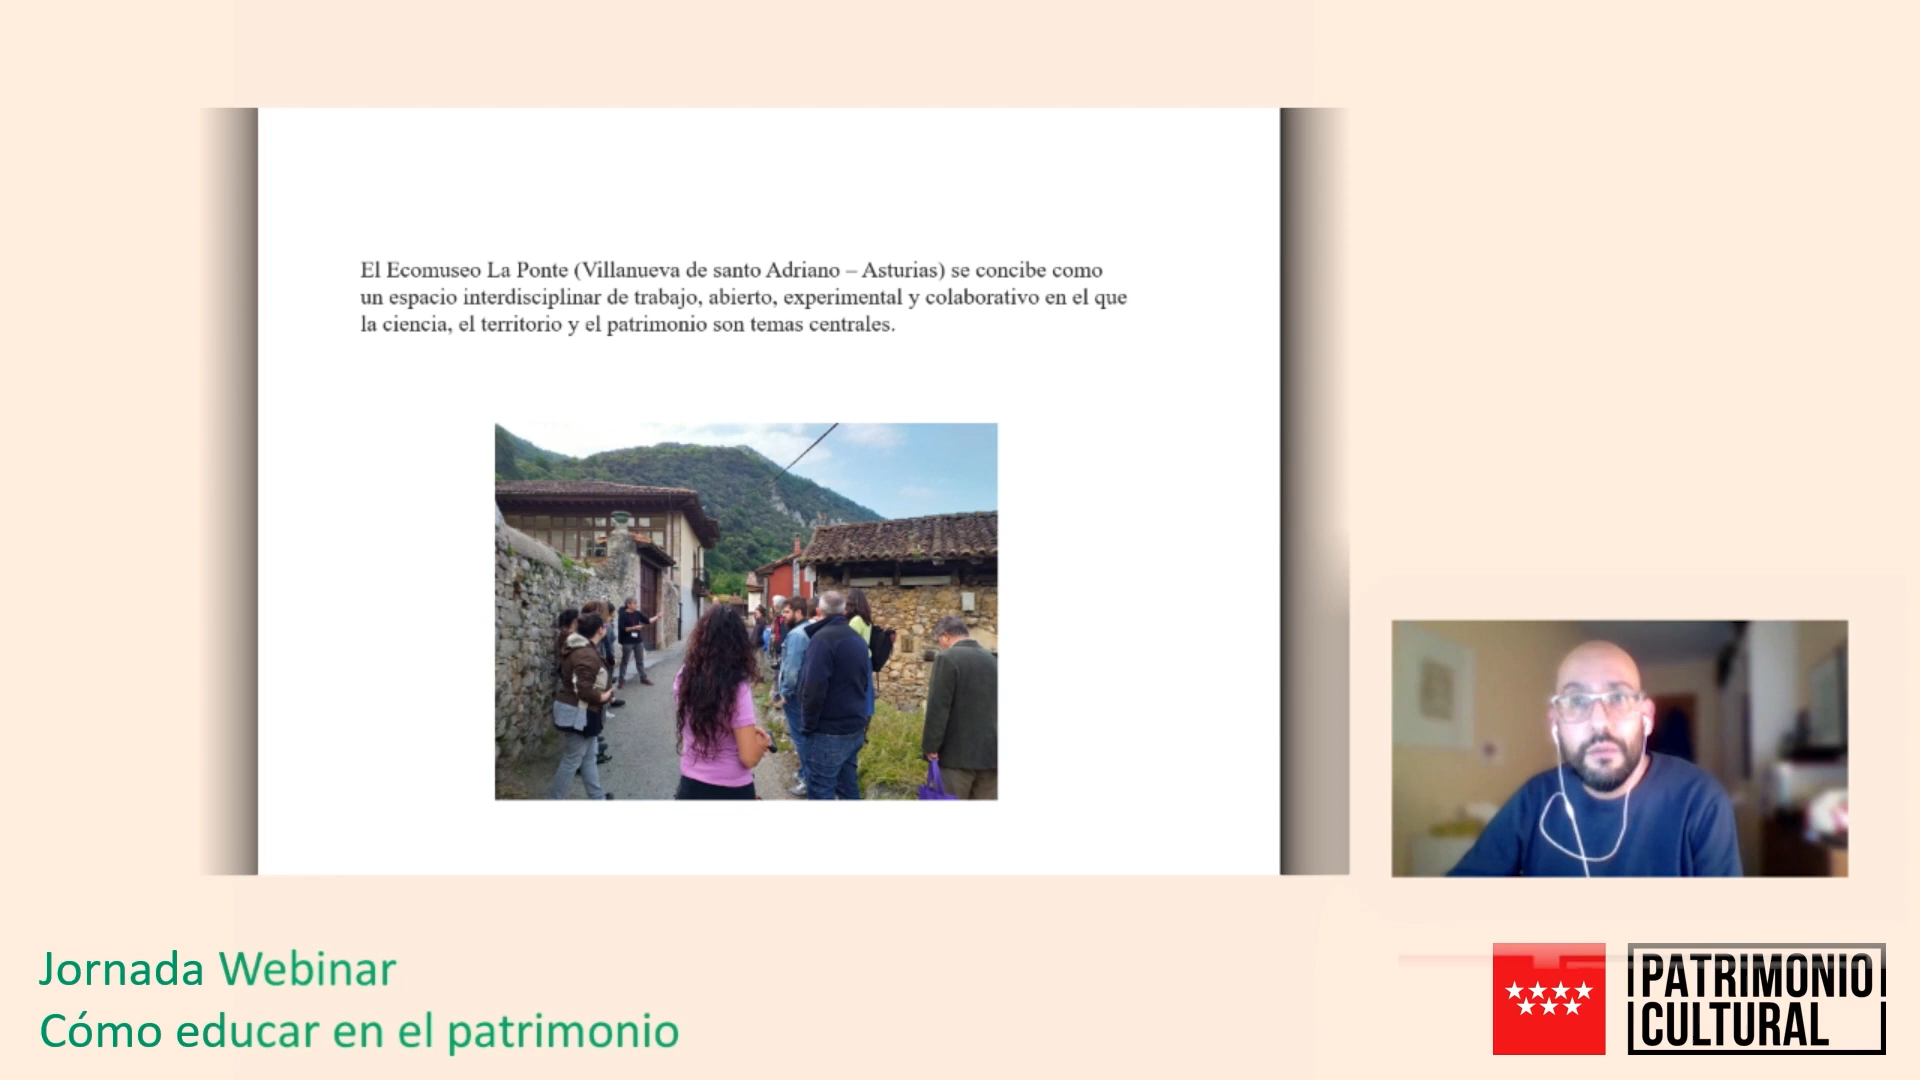 El Ecomuseo La Ponte (Villanueva de santo Adriano – Asturias) se concibe como
un espacio interdisciplinar de trabajo, abierto, experimental y colaborativo en el que
la ciencia, el territorio y el patrimonio son temas centrales.
Jornada Webinar
Cómo educar en el patrimonio
PATRIMONIO
CULTURAL